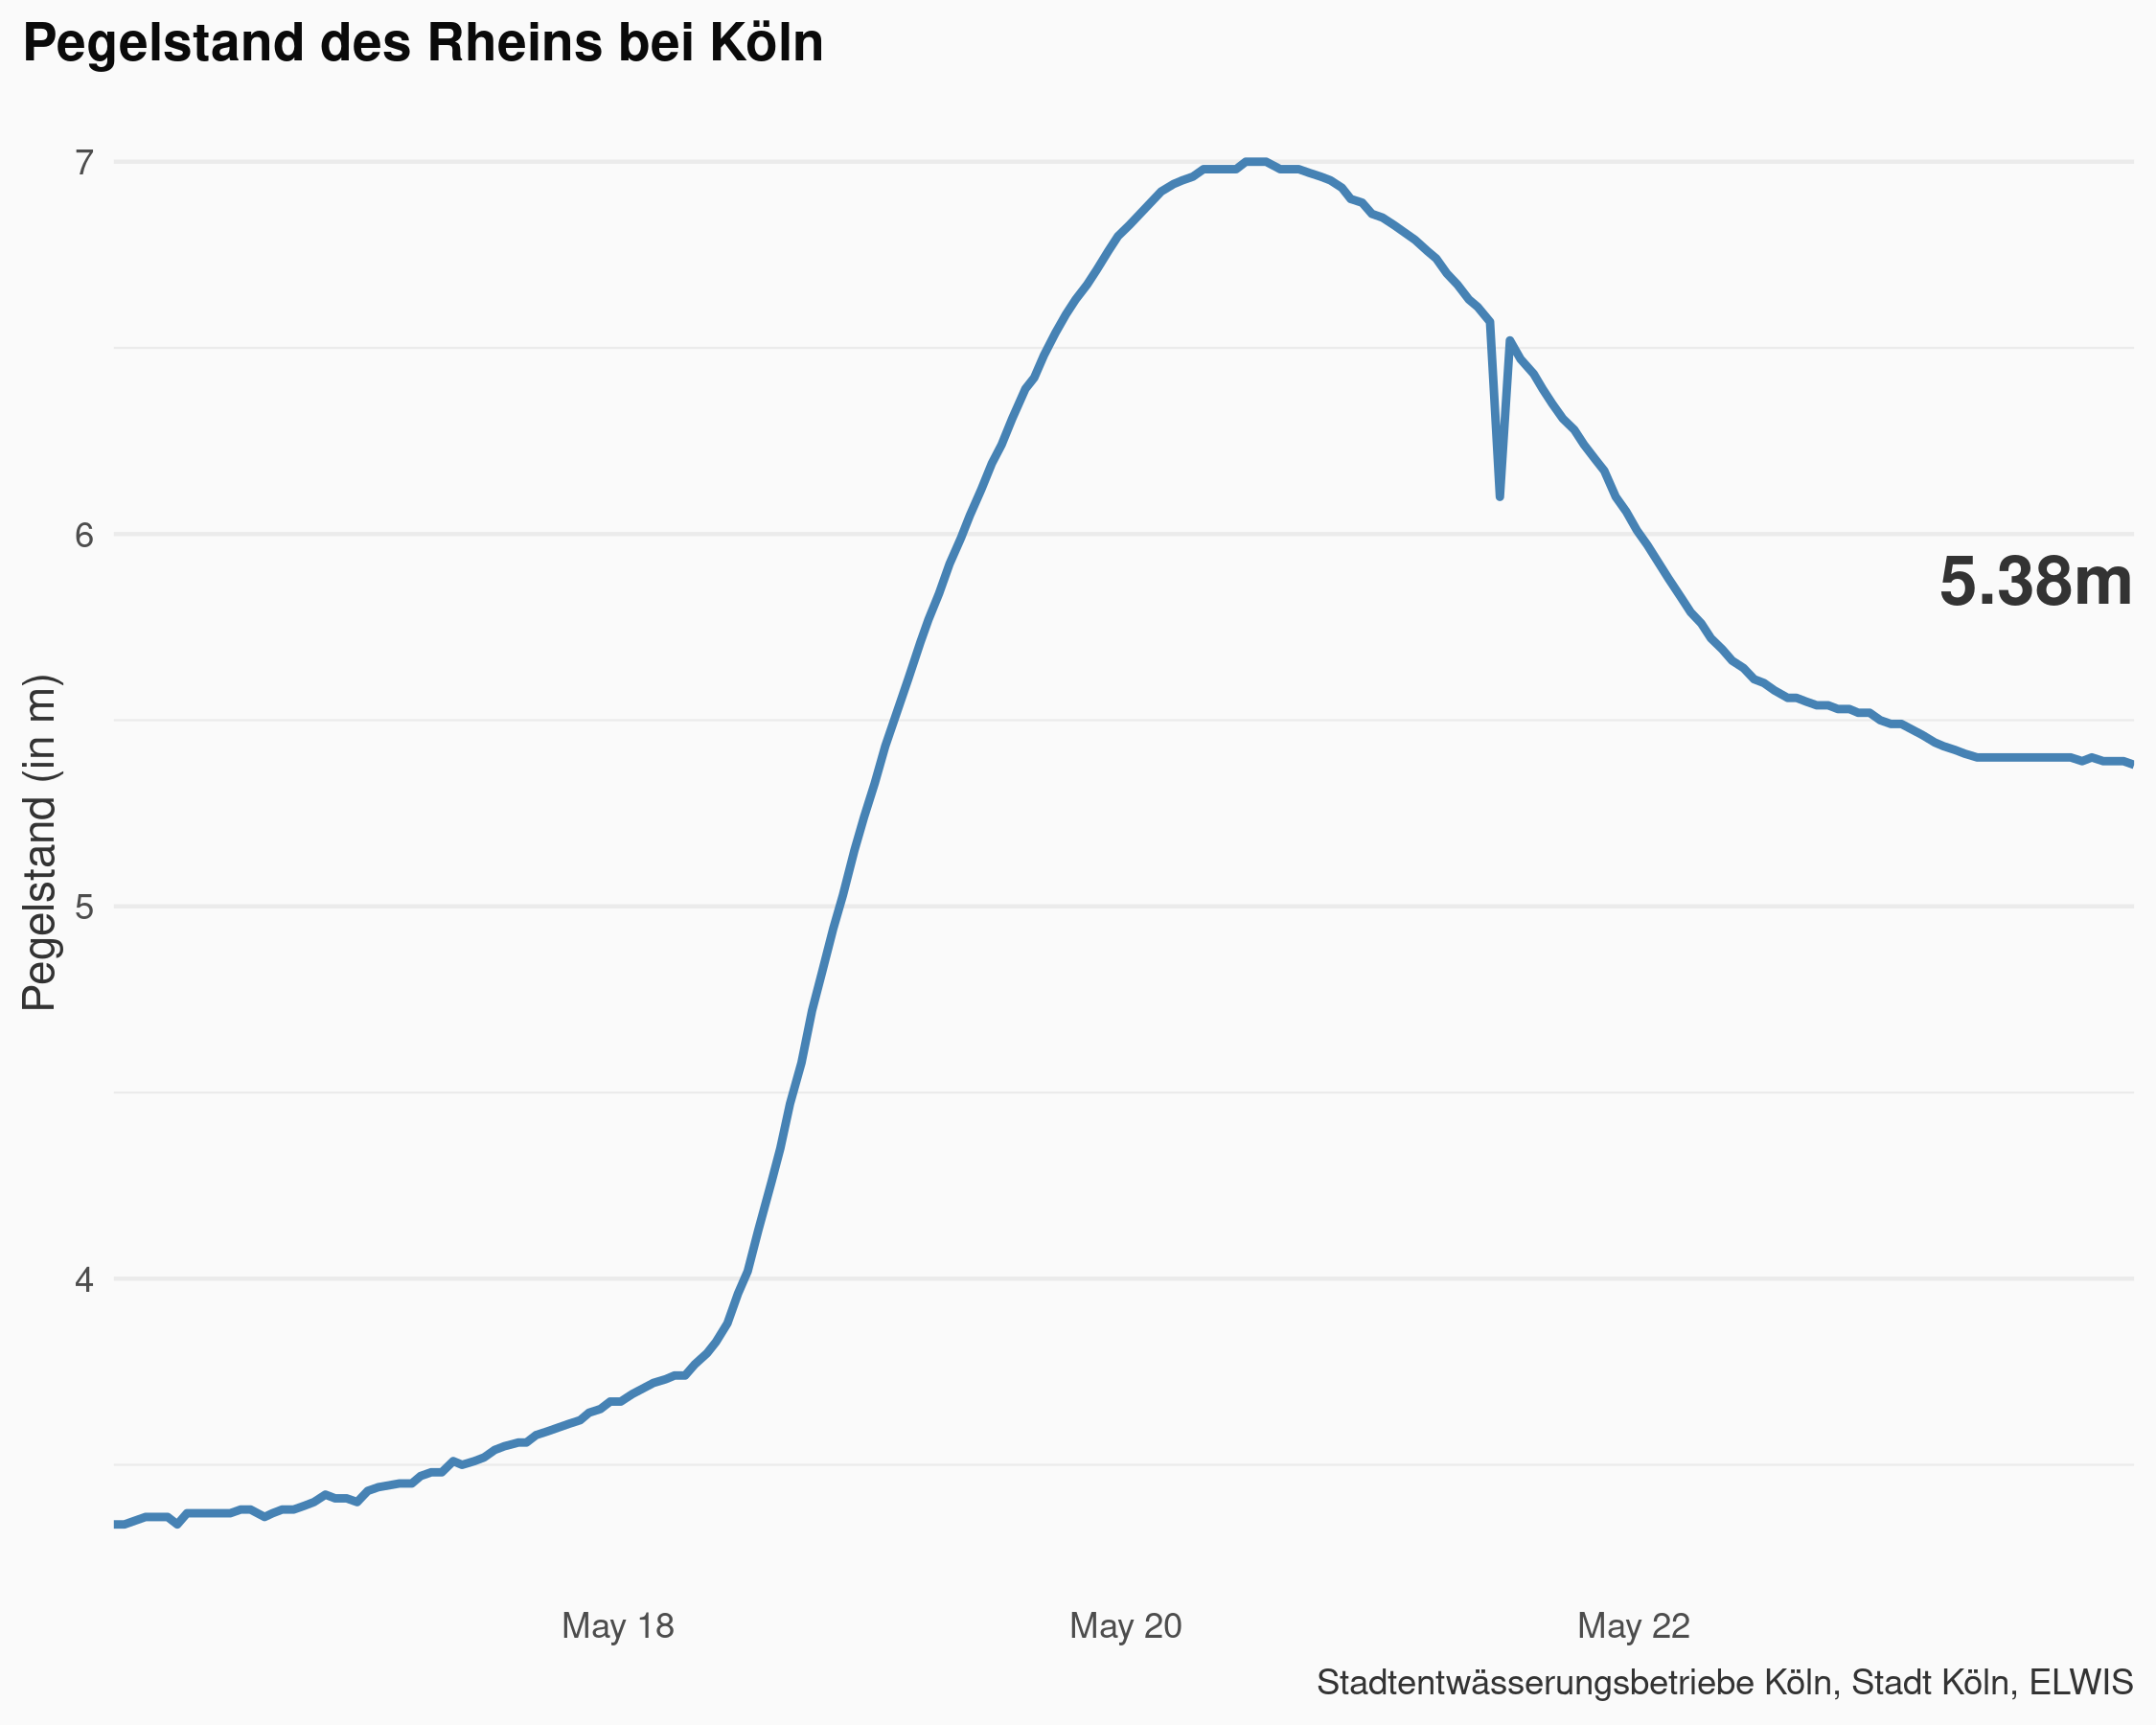 Pegelstand des Rheins bei Köln
7
6
5.38m
Pegelstand (in m)
5
4
May 18
May 20
May 22
Stadtentwässerungsbetriebe Köln, Stadt Köln, ELWIS